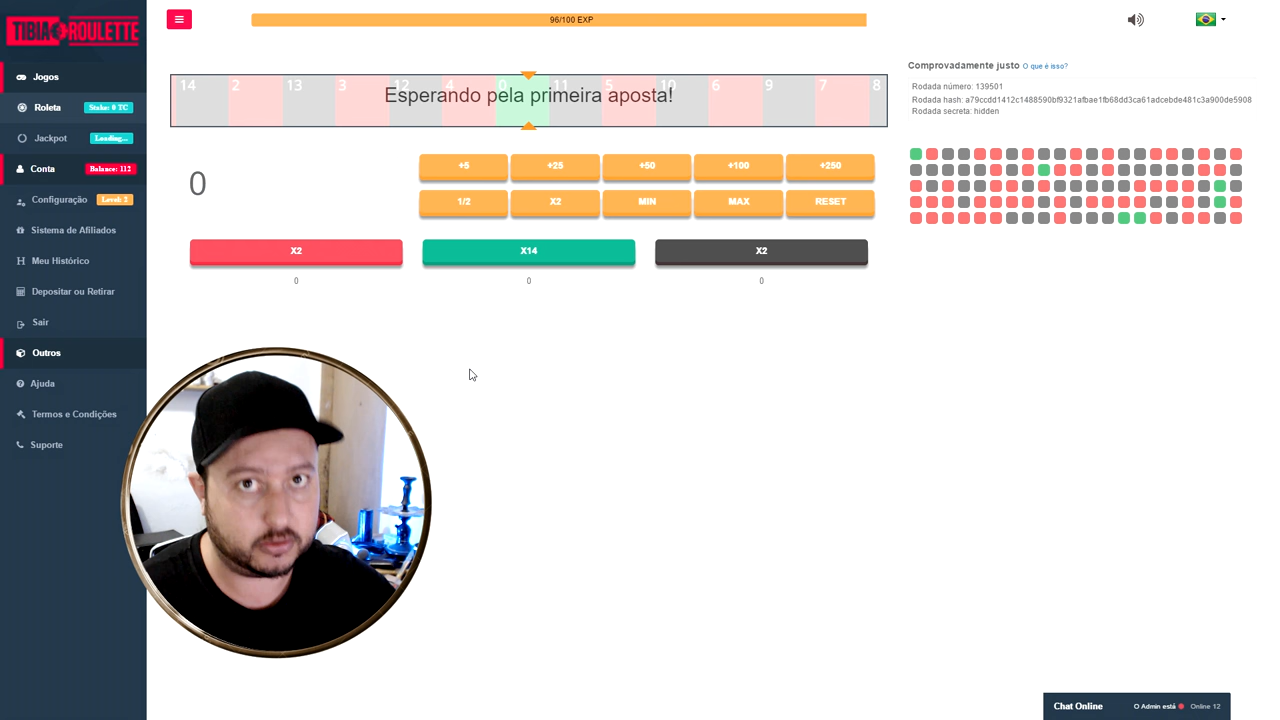 TIBIA ROULETTE
96/100 EXP
Jogos
Roleta Stake: 0 TC
Jackpot Loading...
Conta Balance: 112
Configuração Level: 2
Sistema de Afiliados
Meu Histórico
Depositar ou Retirar
Sair
Outros
Ajuda
Termos e Condições
Suporte
14 2 13 3 12 4 0 11 5 10 6 9 7 8
Esperando pela primeira aposta!
0
+5 +25 +50 +100 +250
1/2 X2 MIN MAX RESET
X2 X14 X2
0 0 0
Comprovadamente justo O que é isso?
Rodada número: 139501
Rodada hash: a79ccdd1412c1488590bf9321afbae1fb68dd3ca61adcebde481c3a900de5908
Rodada secreta: hidden
Chat Online O Admin está Online 12